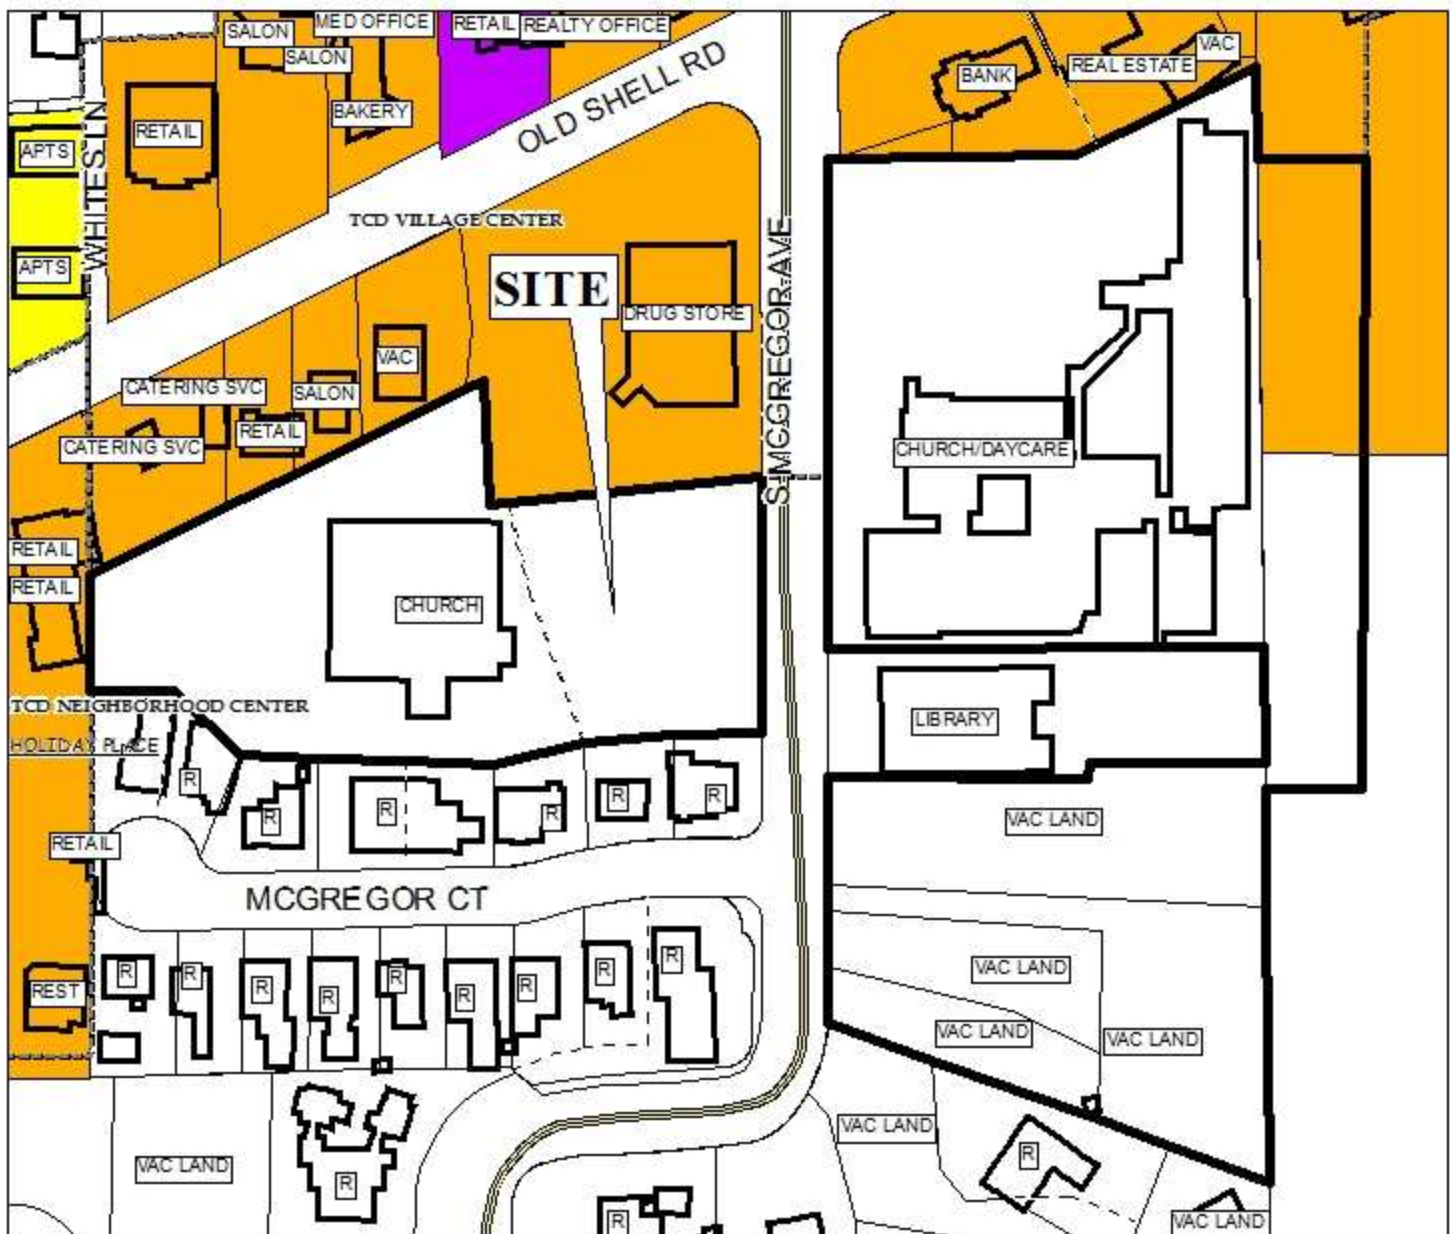 SALON
MED OFFICE
RETAIL
REALTY OFFICE
SALON
VAC
REAL ESTATE
BANK
OLD SHELL RD
BAKERY
RETAIL
APTS
WHITES LN
TCD VILLAGE CENTER
APTS
SITE
DRUG STORE
S MCGREGOR AVE
VAC
CATERING SVC
SALON
RETAIL
CATERING SVC
CHURCH/DAYCARE
RETAIL
RETAIL
CHURCH
TCD NEIGHBORHOOD CENTER
LIBRARY
HOLIDAY PLACE
R
R
R
R
R
R
VAC LAND
RETAIL
MCGREGOR CT
R
R
R
R
R
R
R
R
R
VAC LAND
REST
VAC LAND
VAC LAND
VAC LAND
VAC LAND
R
R
R
VAC LAND